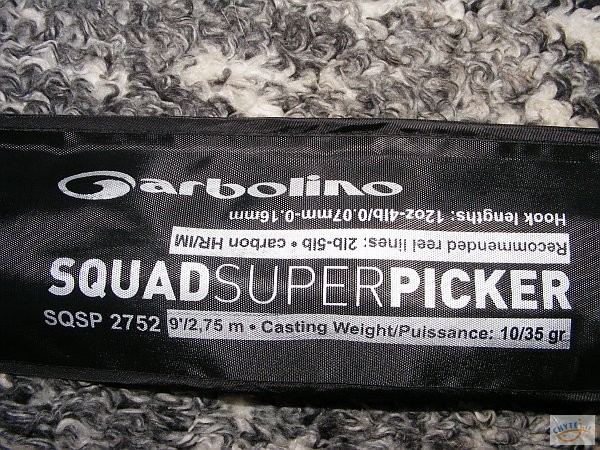 Garbolino
Hook lengths: 12oz-4lb/0.07mm-0.16mm
Recommended reel lines: 2lb-5lb • carbon HR/IM
SQUADSUPERPICKER
SQSP 2752 9'/2,75 m • Casting Weight/Puissance: 10/35 gr